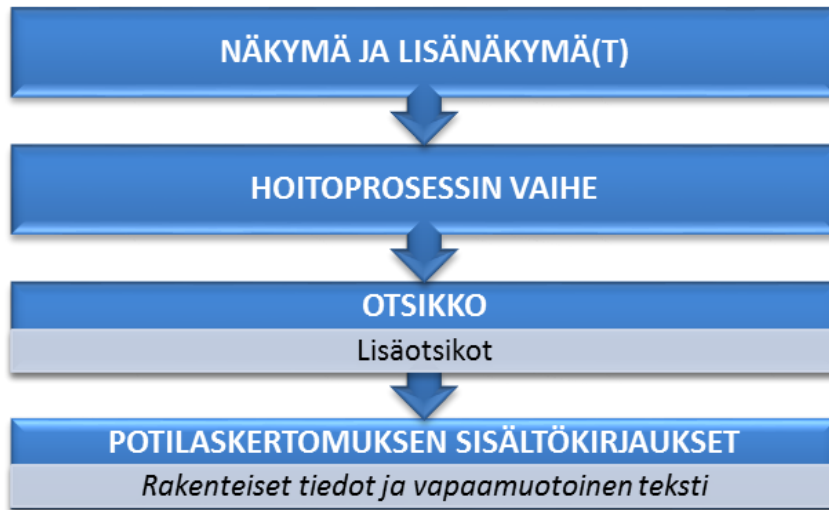 NÄKYMÄ JA LISÄNÄKYMÄ(T)
HOITOPROSESSIN VAIHE
OTSIKKO
Lisäotsikot
POTILASKERTOMUKSEN SISÄLTÖKIRJAUKSET
Rakenteiset tiedot ja vapaamuotoinen teksti